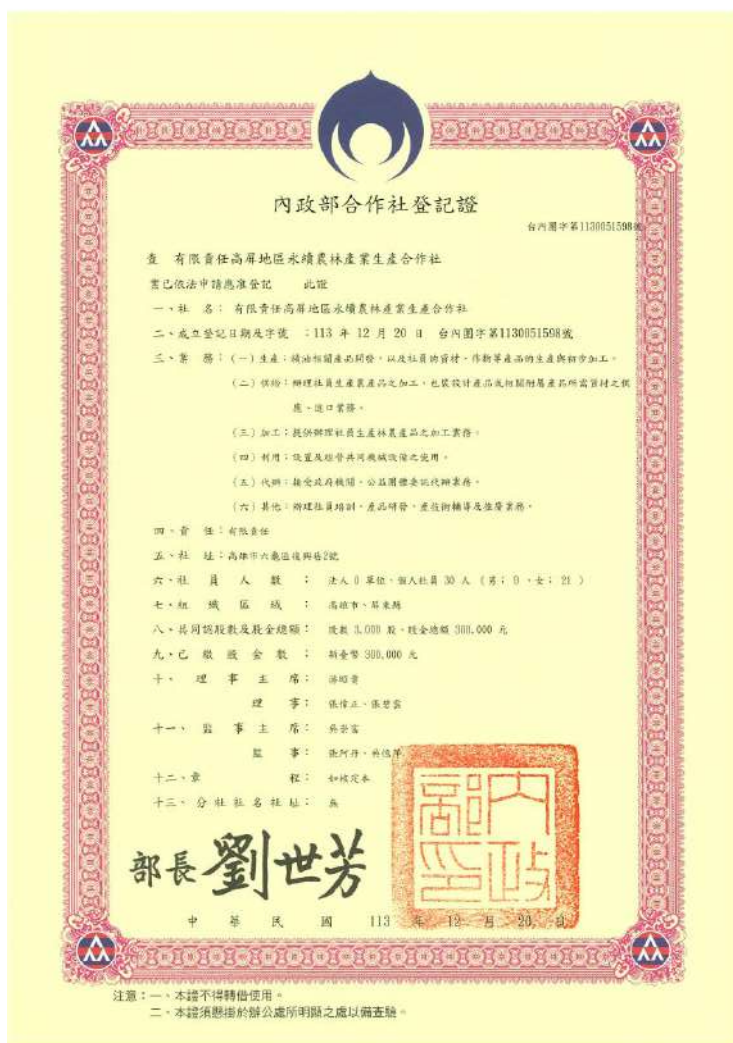 內政部合作社登記證
台內團字第1130051598號
查 有限責任高屏地區永續農林產業生產合作社
業已依法申請應准登記 此證
一、社 名：有限責任高屏地區永續農林產業生產合作社
二、成立登記日期及字號 ：113 年 12 月 20 日 台內團字第1130051598號
三、業 務：(一)生產：精油相關產品開發，以及社員的資材、作物等產品的生產與初步加工。
(二)供給：辦理社員生產農產品之加工、包裝設計產品或相關附屬產品所需資材之供
應、進口業務。
(三)加工：提供辦理社員生產林農產品之加工業務。
(四)利用：設置及經營共同機械設備之使用。
(五)代辦：接受政府機關、公益團體委託代辦業務。
(六)其他：辦理社員培訓、產品研發、產技術輔導及推廣業務。
四、責 任：有限責任
五、社 址：高雄市六龜區復興巷2號
六、社 員 人 數 ： 法人 0 單位、個人社員 30 人 (男； 9 、女； 21 )
七、組 織 區 域 ： 高雄市、屏東縣
八、共同認股數及股金總額： 股數 3,000 股、股金總額 300,000 元
九、已 繳 股 金 數 ： 新臺幣 300,000 元
十、 理 事 主 席：
理 事： 張偉正、張碧雲
十一、 監 事 主 席： 吳崇富
監 事： 張阿丹、
十二、章 程： 如核定本
十三、分社社名社址： 無
內政部印
部長 劉世芳
中 華 民 國 113 年 12 月 20 日
注意：一、本證不得轉借使用。
二、本證須懸掛於辦公處所明顯之處以備查驗。